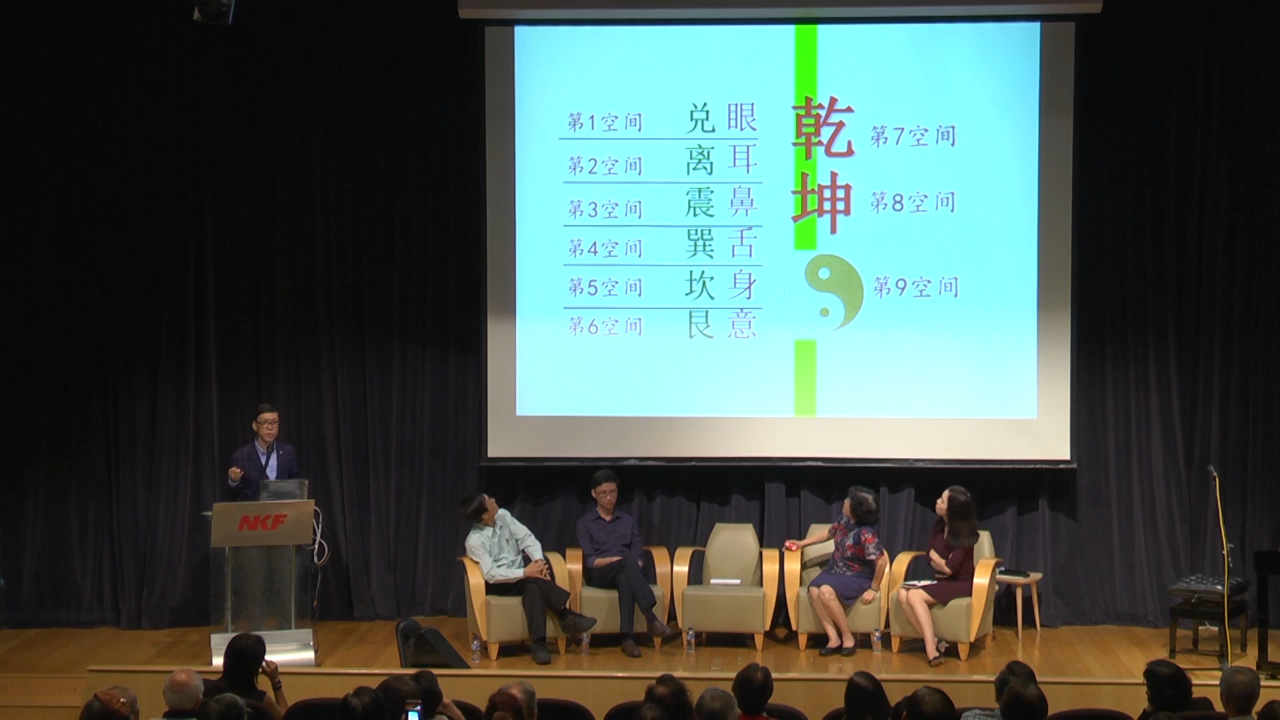 第1空间 兑 眼
第2空间 离 耳
第3空间 震 鼻
第4空间 巽 舌
第5空间 坎 身
第6空间 艮 意
乾 第7空间
坤 第8空间
第9空间
NKF